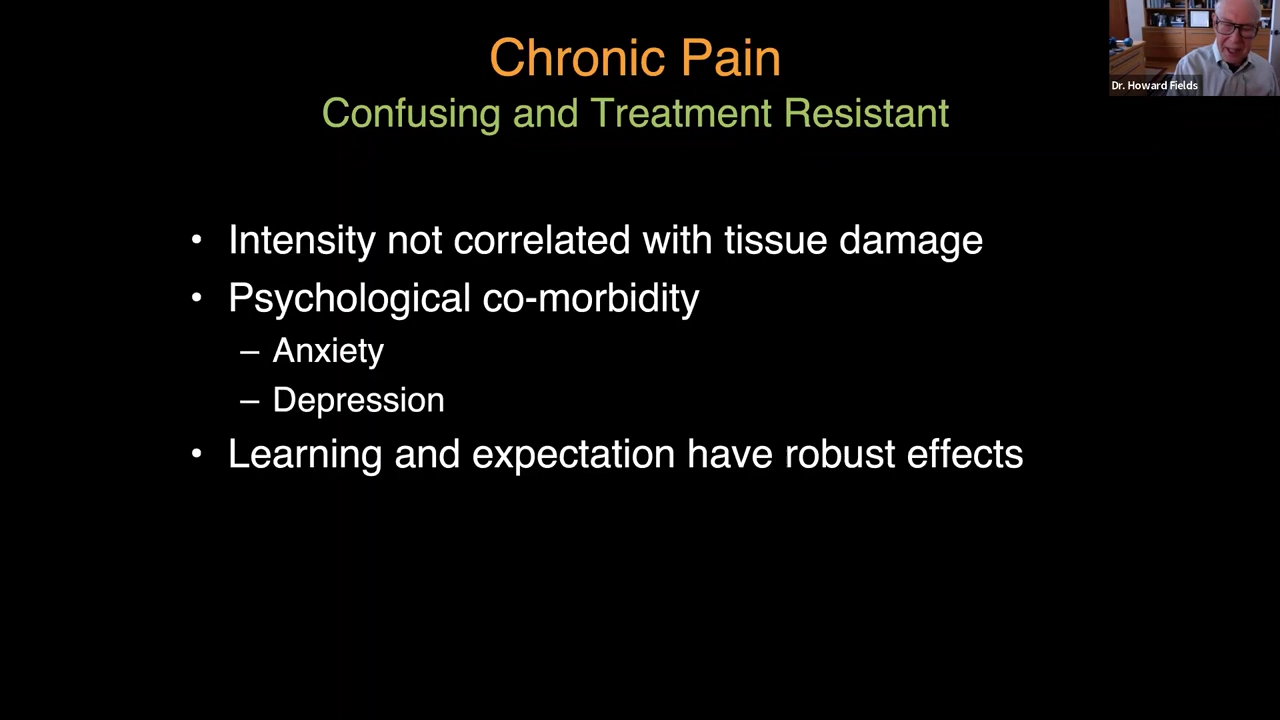 Chronic Pain
Confusing and Treatment Resistant
Dr. Howard Fields
• Intensity not correlated with tissue damage
• Psychological co-morbidity
– Anxiety
– Depression
• Learning and expectation have robust effects